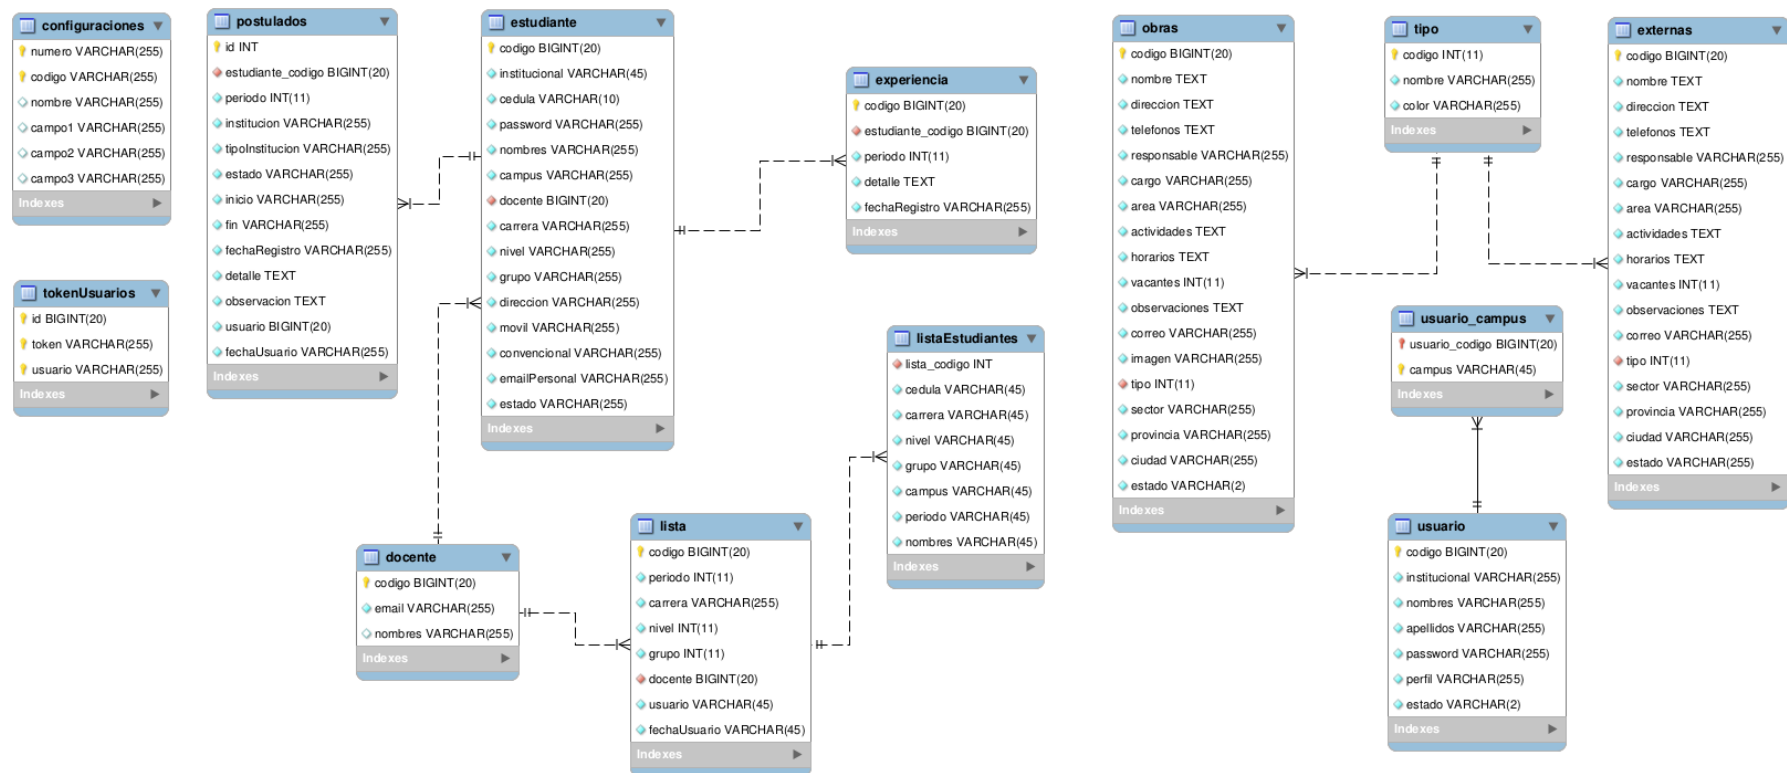 configuraciones
numero VARCHAR(255)
codigo VARCHAR(255)
nombre VARCHAR(255)
campo1 VARCHAR(255)
campo2 VARCHAR(255)
campo3 VARCHAR(255)
Indexes
tokenUsuarios
id BIGINT(20)
token VARCHAR(255)
usuario VARCHAR(255)
Indexes
postulados
id INT
estudiante_codigo BIGINT(20)
periodo INT(11)
institucion VARCHAR(255)
tipoInstitucion VARCHAR(255)
estado VARCHAR(255)
inicio VARCHAR(255)
fin VARCHAR(255)
fechaRegistro VARCHAR(255)
detalle TEXT
observacion TEXT
usuario BIGINT(20)
fechaUsuario VARCHAR(255)
Indexes
estudiante
codigo BIGINT(20)
institucional VARCHAR(45)
cedula VARCHAR(10)
password VARCHAR(255)
nombres VARCHAR(255)
campus VARCHAR(255)
docente BIGINT(20)
carrera VARCHAR(255)
nivel VARCHAR(255)
grupo VARCHAR(255)
direccion VARCHAR(255)
movil VARCHAR(255)
convencional VARCHAR(255)
emailPersonal VARCHAR(255)
estado VARCHAR(255)
Indexes
docente
codigo BIGINT(20)
email VARCHAR(255)
nombres VARCHAR(255)
Indexes
experiencia
codigo BIGINT(20)
estudiante_codigo BIGINT(20)
periodo INT(11)
detalle TEXT
fechaRegistro VARCHAR(255)
Indexes
lista
codigo BIGINT(20)
periodo INT(11)
carrera VARCHAR(255)
nivel INT(11)
grupo INT(11)
docente BIGINT(20)
usuario VARCHAR(45)
fechaUsuario VARCHAR(45)
Indexes
listaEstudiantes
lista_codigo INT
cedula VARCHAR(45)
carrera VARCHAR(45)
nivel VARCHAR(45)
grupo VARCHAR(45)
campus VARCHAR(45)
periodo VARCHAR(45)
nombres VARCHAR(45)
Indexes
obras
codigo BIGINT(20)
nombre TEXT
direccion TEXT
telefonos TEXT
responsable VARCHAR(255)
cargo VARCHAR(255)
area VARCHAR(255)
actividades TEXT
horarios TEXT
vacantes INT(11)
observaciones TEXT
correo VARCHAR(255)
imagen VARCHAR(255)
tipo INT(11)
sector VARCHAR(255)
provincia VARCHAR(255)
ciudad VARCHAR(255)
estado VARCHAR(2)
Indexes
tipo
codigo INT(11)
nombre VARCHAR(255)
color VARCHAR(255)
Indexes
usuario_campus
usuario_codigo BIGINT(20)
campus VARCHAR(45)
Indexes
usuario
codigo BIGINT(20)
institucional VARCHAR(255)
nombres VARCHAR(255)
apellidos VARCHAR(255)
password VARCHAR(255)
perfil VARCHAR(255)
estado VARCHAR(2)
Indexes
externas
codigo BIGINT(20)
nombre TEXT
direccion TEXT
telefonos TEXT
responsable VARCHAR(255)
cargo VARCHAR(255)
area VARCHAR(255)
actividades TEXT
horarios TEXT
vacantes INT(11)
observaciones TEXT
correo VARCHAR(255)
tipo INT(11)
sector VARCHAR(255)
provincia VARCHAR(255)
ciudad VARCHAR(255)
estado VARCHAR(255)
Indexes